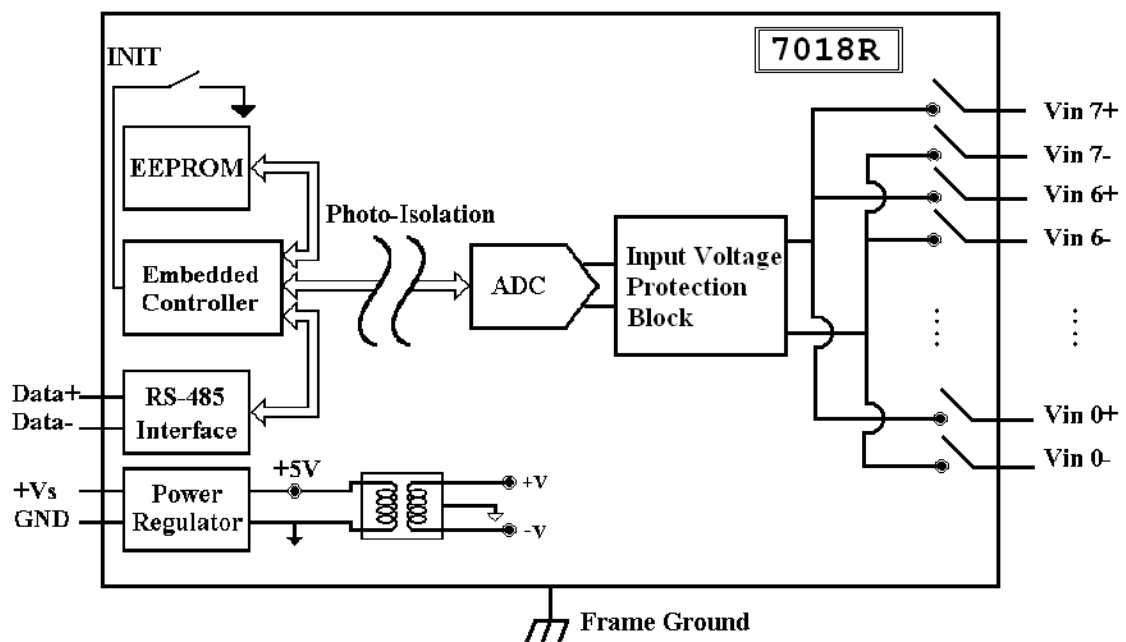 7018R
INIT
EEPROM
Photo-Isolation
Embedded
Controller
ADC
Input Voltage
Protection
Block
Vin 7+
Vin 7-
Vin 6+
Vin 6-
Data+
Data-
RS-485
Interface
Vin 0+
Vin 0-
+Vs
GND
Power
Regulator
+5V
+V
-V
Frame Ground